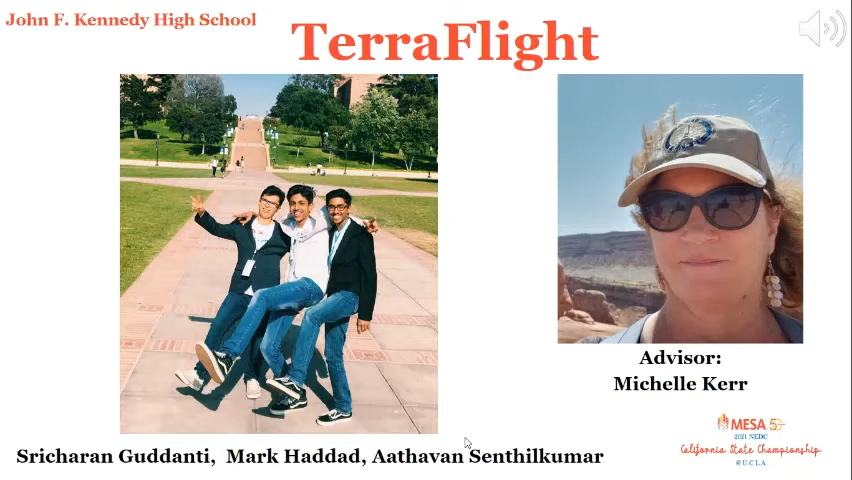 John F. Kennedy High School
TerraFlight
Advisor:
Michelle Kerr
MESA 50
2021 NEDC
California State Championship
@UCLA
Sricharan Guddanti, Mark Haddad, Aathavan Senthilkumar